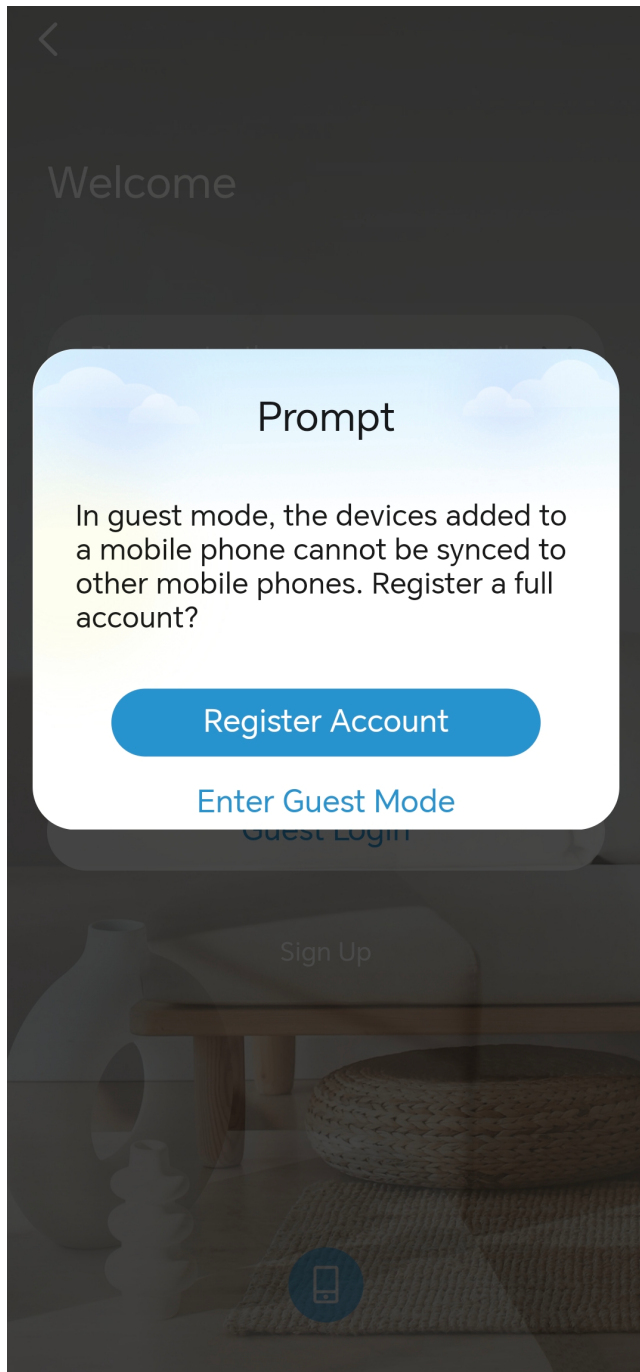 Welcome
Prompt
In guest mode, the devices added to
a mobile phone cannot be synced to
other mobile phones. Register a full
account?
Register Account
Enter Guest Mode
Guest Login
Sign Up